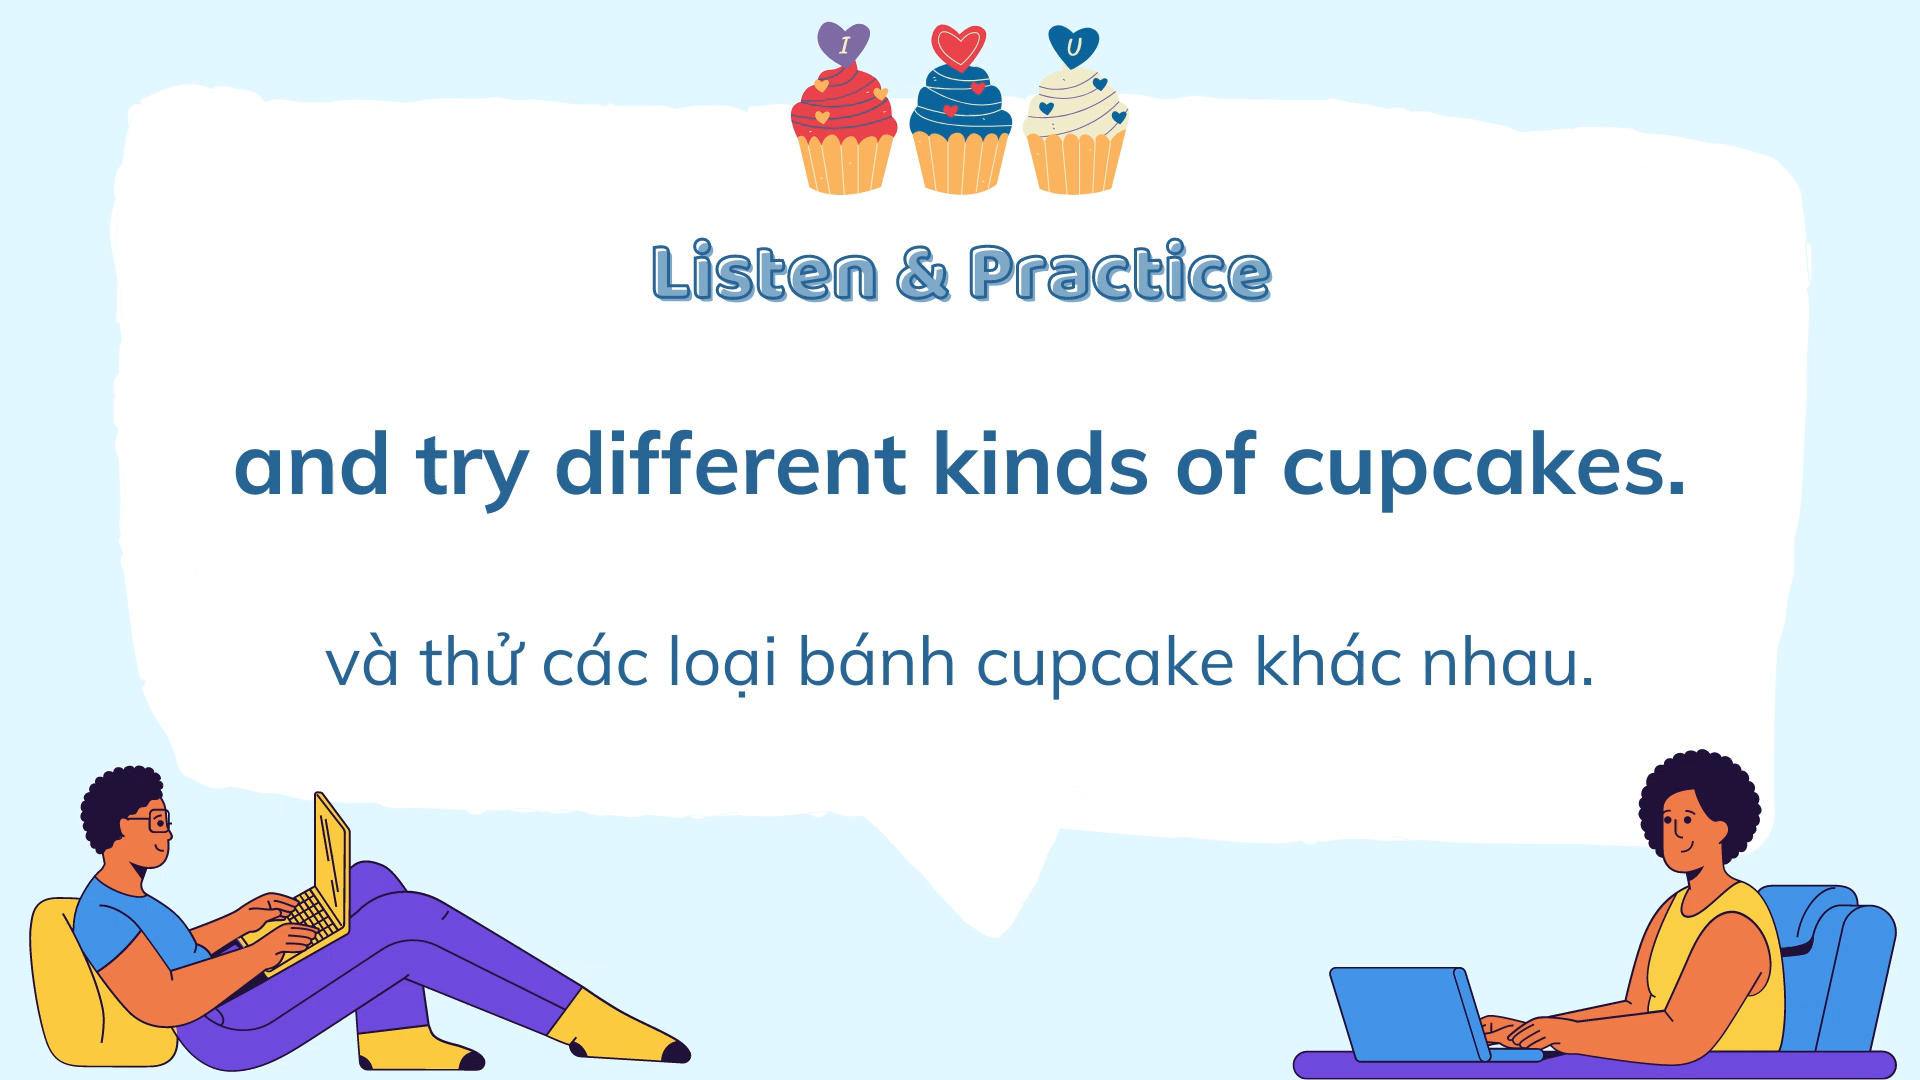 I U
Listen & Practice
and try different kinds of cupcakes.
và thử các loại bánh cupcake khác nhau.